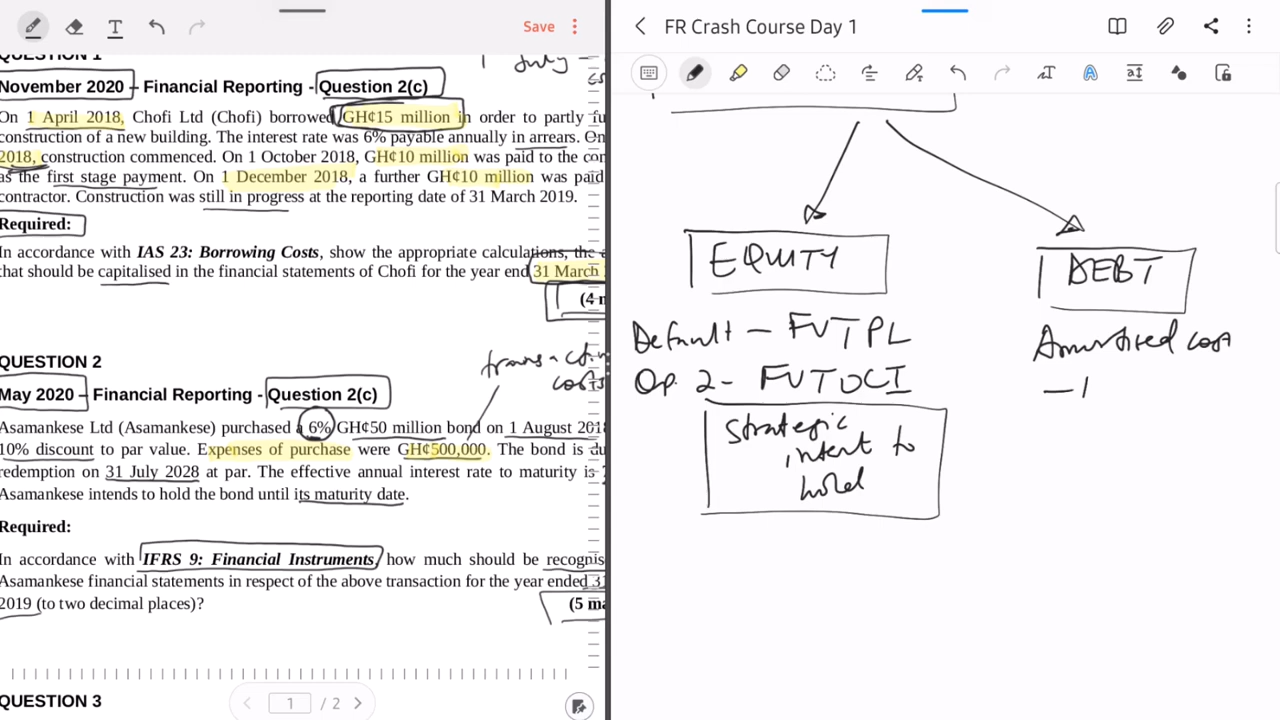 Save
QUESTION 1
1 July -
November 2020 – Financial Reporting - Question 2(c)
On 1 April 2018, Chofi Ltd (Chofi) borrowed GH¢15 million in order to partly fu
construction of a new building. The interest rate was 6% payable annually in arrears. On
2018, construction commenced. On 1 October 2018, GH¢10 million was paid to the con
as the first stage payment. On 1 December 2018, a further GH¢10 million was paid
contractor. Construction was still in progress at the reporting date of 31 March 2019.
Required:
In accordance with IAS 23: Borrowing Costs, show the appropriate calculations, the a
that should be capitalised in the financial statements of Chofi for the year end 31 March
(4 m
QUESTION 2
transaction
costs
May 2020 – Financial Reporting - Question 2(c)
Asamankese Ltd (Asamankese) purchased a 6% GH¢50 million bond on 1 August 201
10% discount to par value. Expenses of purchase were GH¢500,000. The bond is du
redemption on 31 July 2028 at par. The effective annual interest rate to maturity is
Asamankese intends to hold the bond until its maturity date.
Required:
In accordance with IFRS 9: Financial Instruments, how much should be recognis
Asamankese financial statements in respect of the above transaction for the year ended 31
2019 (to two decimal places)?
(5 ma
QUESTION 3
1 / 2
FR Crash Course Day 1
EQUITY
DEBT
Default – FVTPL
Op. 2 – FVTOCI
Strategic
intent to
hold
Amortised cost
– 1